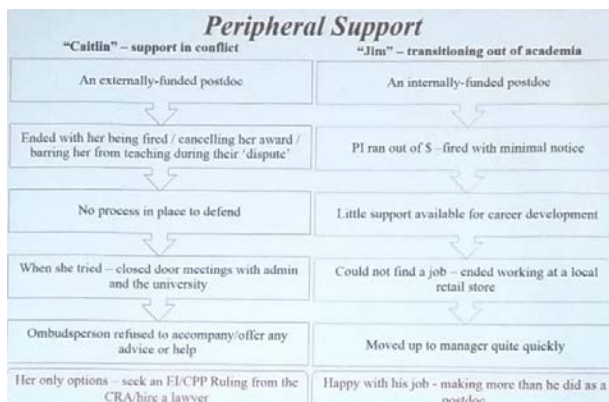 Peripheral Support
“Caitlin” – support in conflict
An externally-funded postdoc
Ended with her being fired / cancelling her award /
barring her from teaching during their ‘dispute’
No process in place to defend
When she tried – closed door meetings with admin
and the university
Ombudsperson refused to accompany/offer any
advice or help
Her only options – seek an EI/CPP Ruling from the
CRA/hire a lawyer
“Jim” – transitioning out of academia
An internally-funded postdoc
PI ran out of $ –fired with minimal notice
Little support available for career development
Could not find a job – ended working at a local
retail store
Moved up to manager quite quickly
Happy with his job - making more than he did as a
postdoc